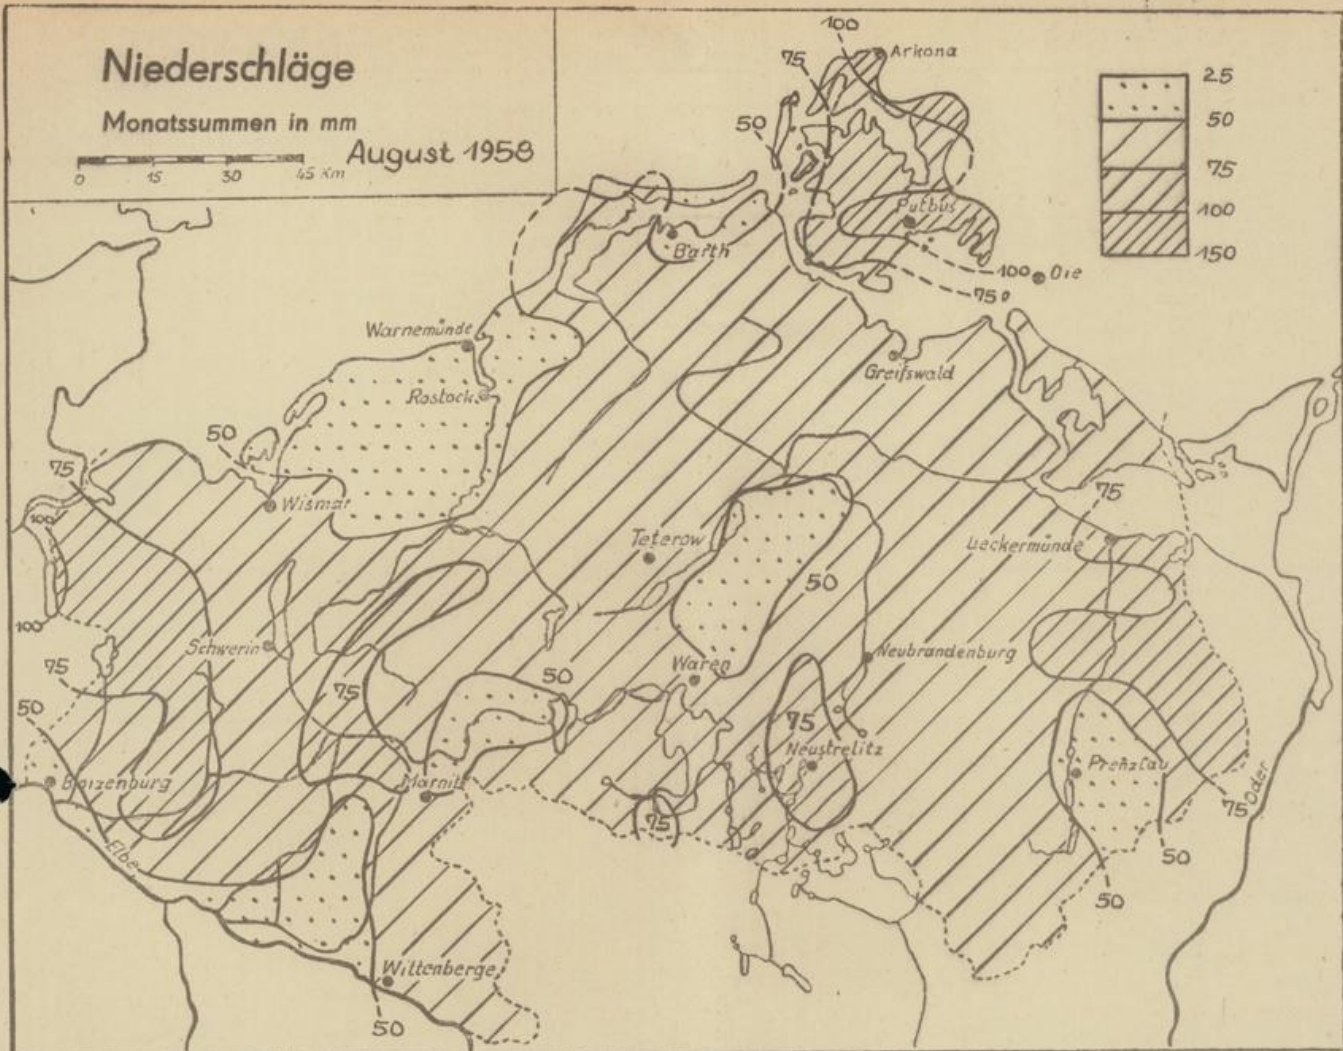 Niederschläge
Monatssummen in mm
August 1958
0 15 30 45 Km
25
50
75
100
150
100
Arkona
75
50
Putbus
Barth
100 Oie
75
Warnemünde
Greifswald
Rostock
50
75
Wismar
75
100
Teterow
Ueckermünde
50
100
Schwerin
Neubrandenburg
75
Waren
50
75
50
75
Neustrelitz
Prenzlau
Boizenburg
Marnitz
75
75
Oder
Elbe
50
50
Wittenberge
50